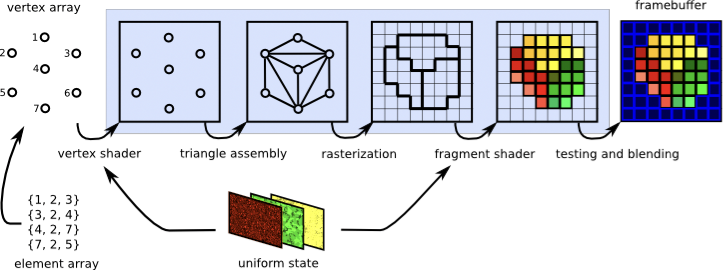 vertex array
framebuffer
1
2
3
4
5
6
7
vertex shader
triangle assembly
rasterization
fragment shader
testing and blending
{1, 2, 3}
{3, 2, 4}
{4, 2, 7}
{7, 2, 5}
element array
uniform state